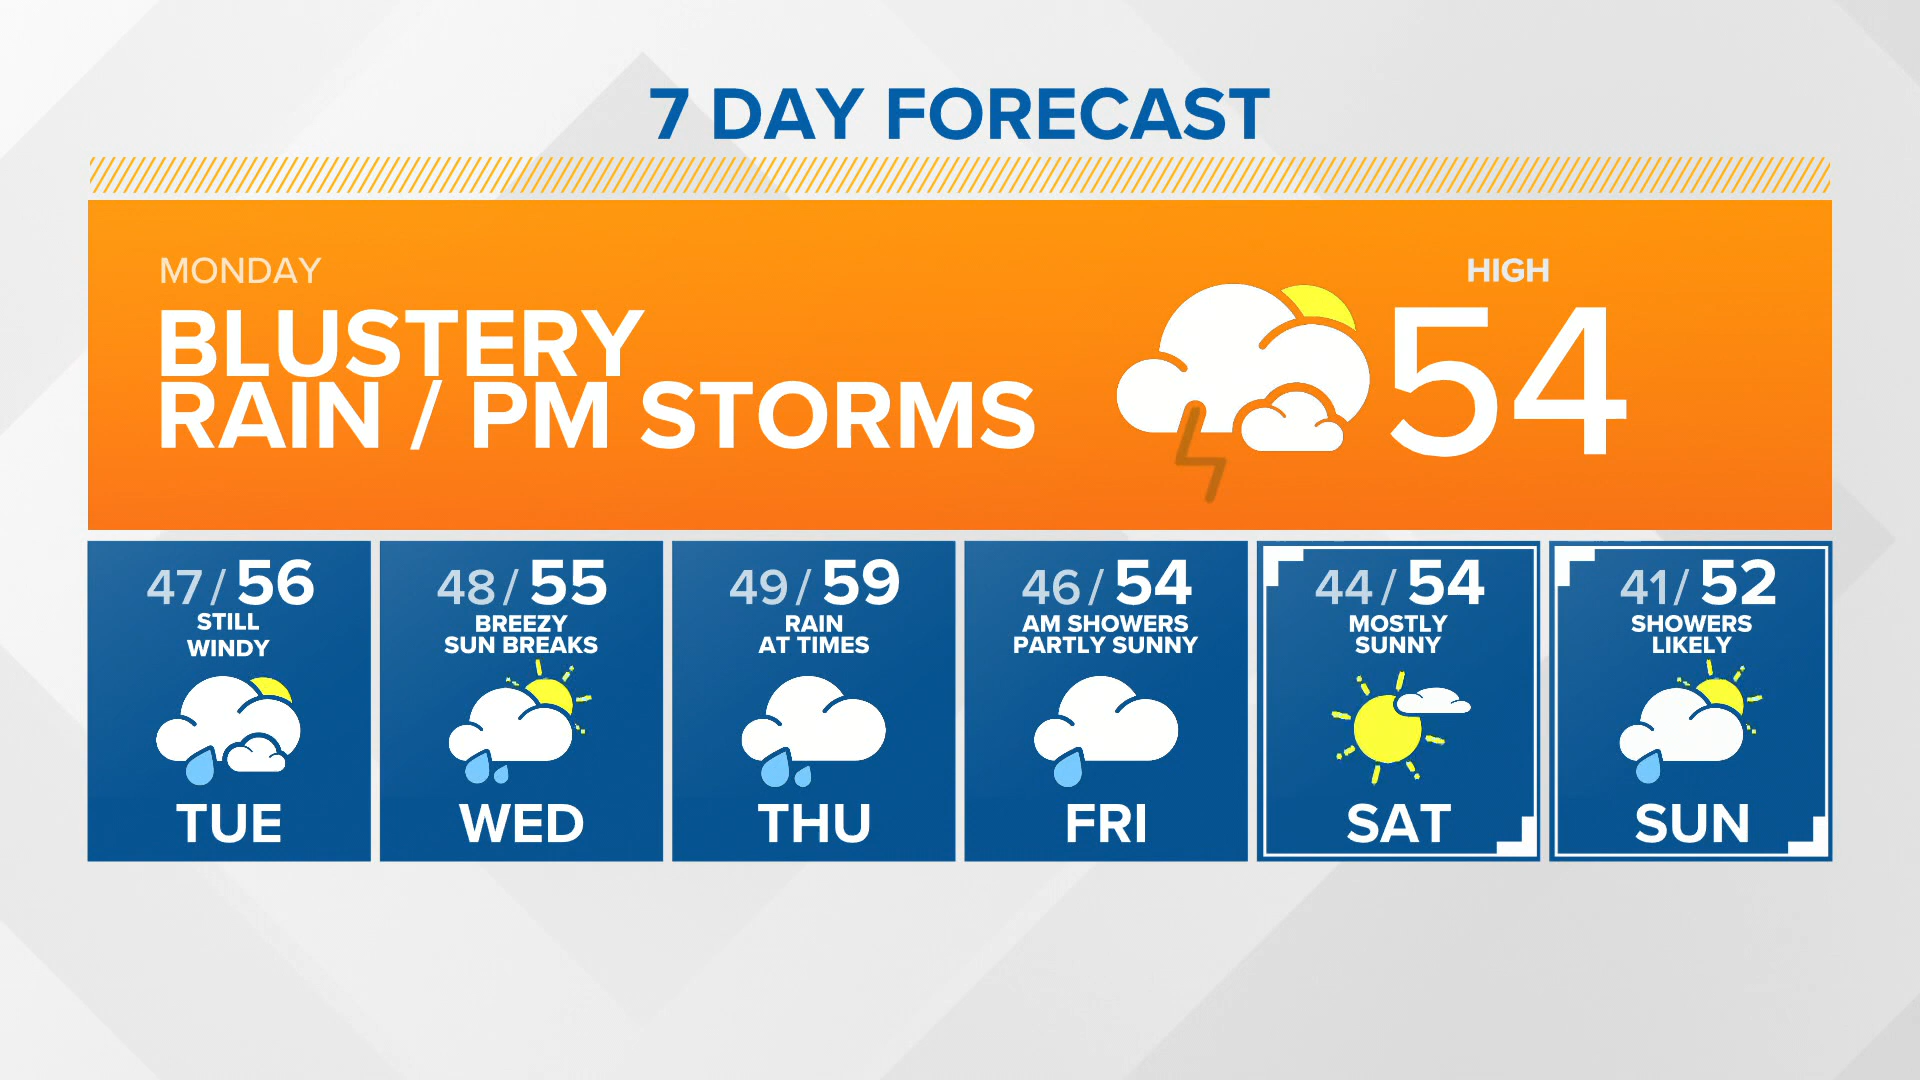 7 DAY FORECAST
MONDAY
BLUSTERY
RAIN / PM STORMS
HIGH
54
47/56
STILL
WINDY
TUE
48/55
BREEZY
SUN BREAKS
WED
49/59
RAIN
AT TIMES
THU
46/54
AM SHOWERS
PARTLY SUNNY
FRI
44/54
MOSTLY
SUNNY
SAT
41/52
SHOWERS
LIKELY
SUN